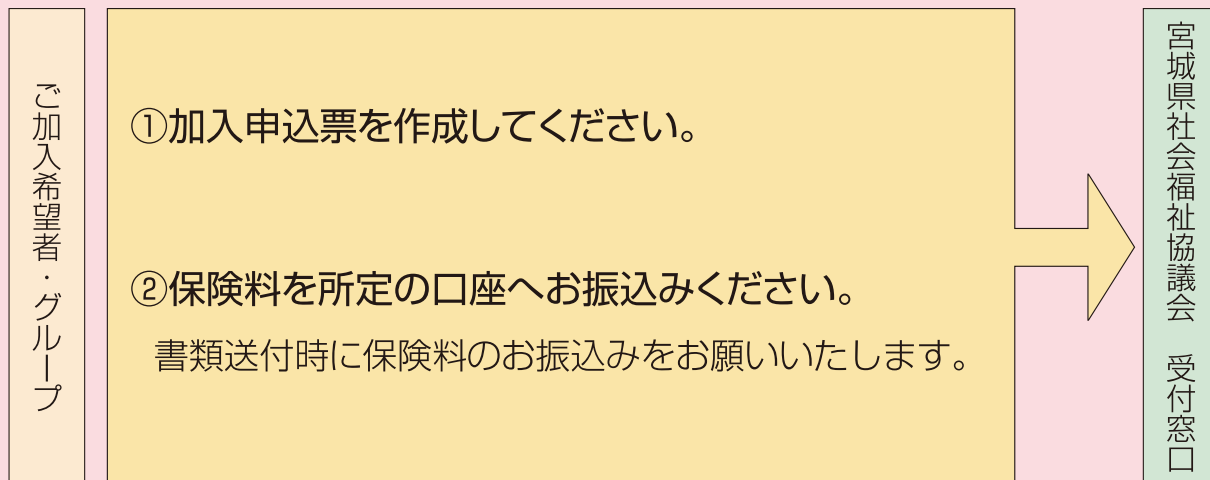 ご加入希望者・グループ
①加入申込票を作成してください。
②保険料を所定の口座へお振込みください。
書類送付時に保険料のお振込みをお願いいたします。
宮城県社会福祉協議会　受付窓口